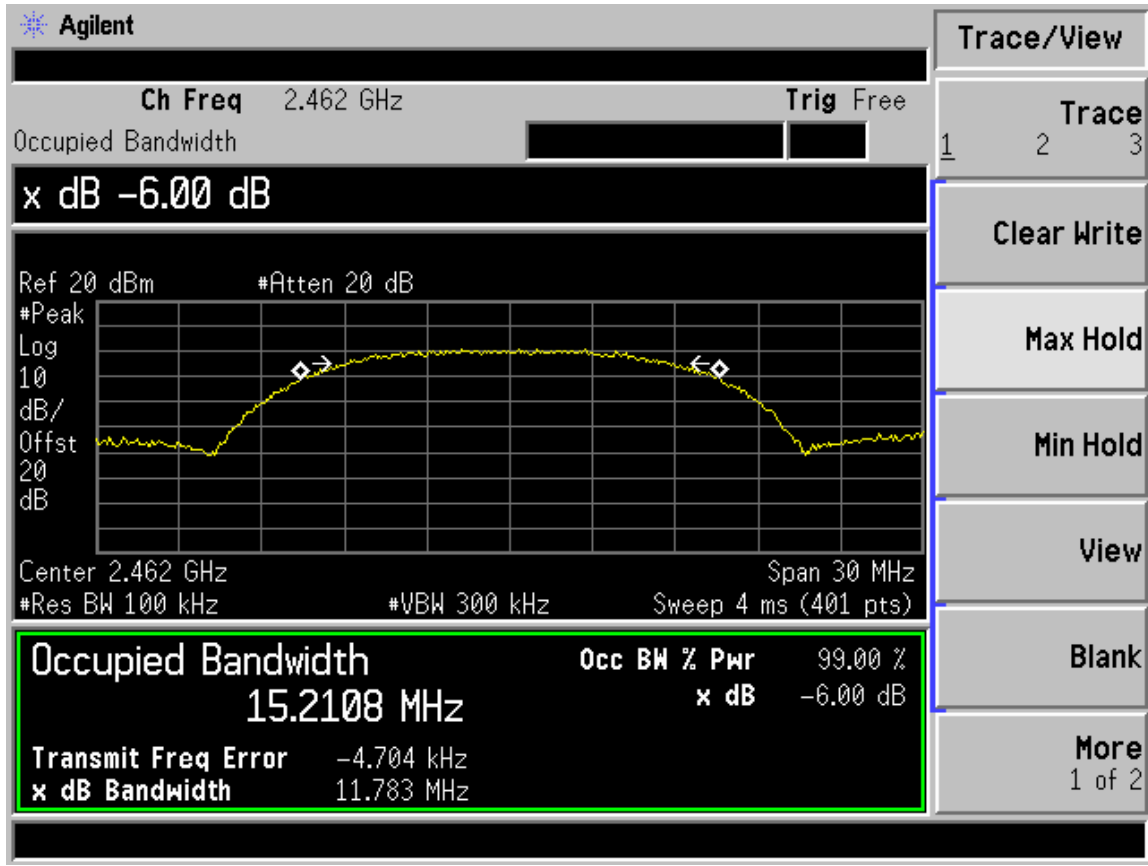 Agilent
Trace/View
Ch Freq 2.462 GHz Trig Free
Occupied Bandwidth
Trace
1 2 3
x dB -6.00 dB
Clear Write
Ref 20 dBm #Atten 20 dB
#Peak
Log
10
dB/
Offst
20
dB
Max Hold
Min Hold
Center 2.462 GHz Span 30 MHz
#Res BW 100 kHz #VBW 300 kHz Sweep 4 ms (401 pts)
View
Occupied Bandwidth Occ BW % Pwr 99.00 %
15.2108 MHz x dB -6.00 dB
Transmit Freq Error -4.704 kHz
x dB Bandwidth 11.783 MHz
Blank
More
1 of 2